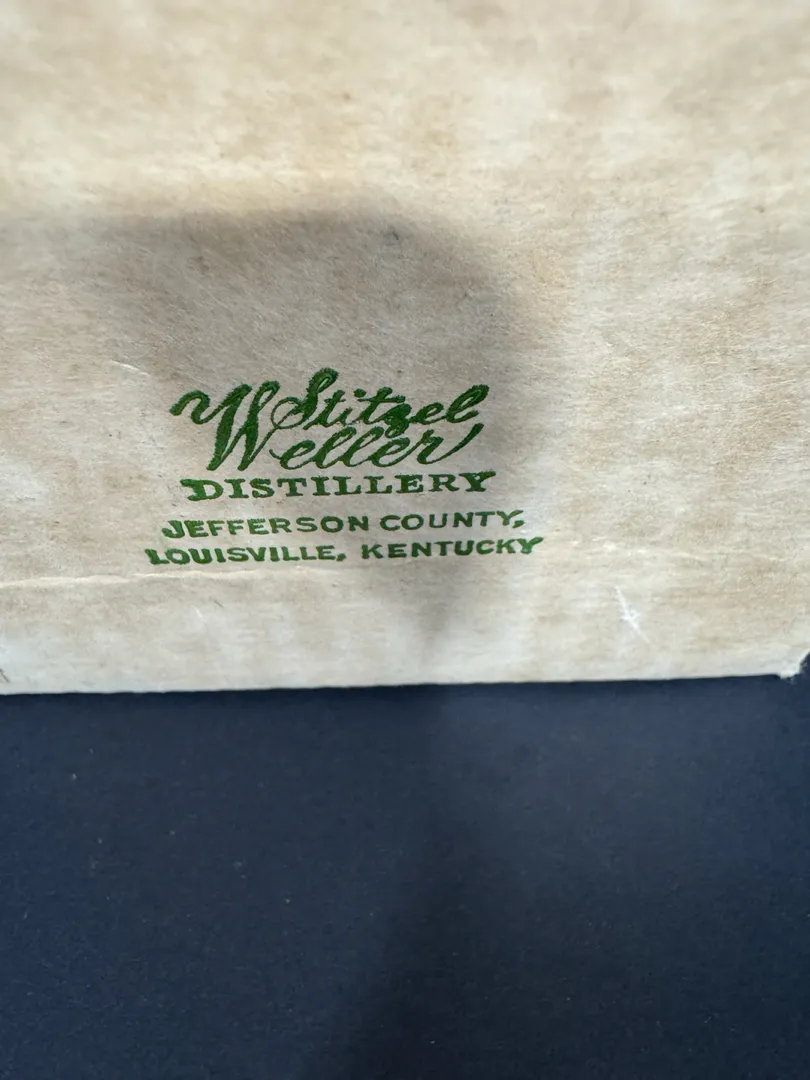 Stitzel
Weller
DISTILLERY
JEFFERSON COUNTY,
LOUISVILLE, KENTUCKY